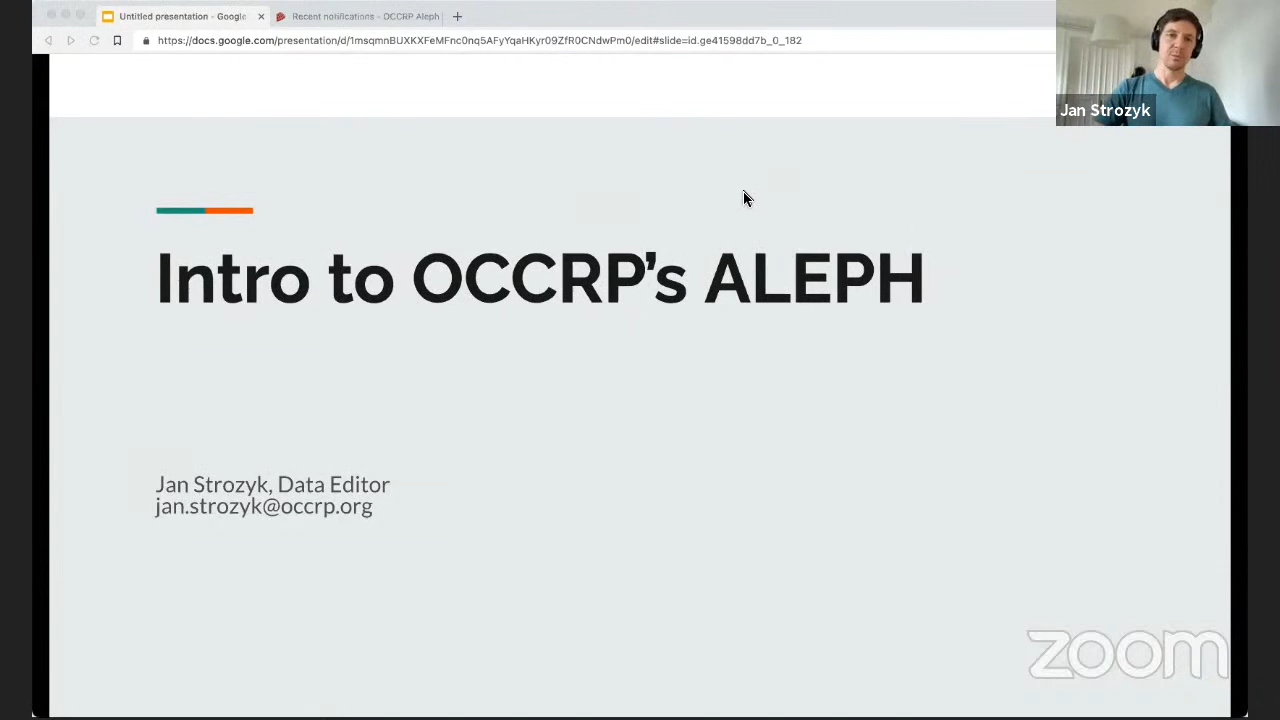 Untitled presentation - Google
Recent notifications - OCCRP Aleph
https://docs.google.com/presentation/d/1msqmnBUXKXFeMFnc0nq5AFyYqaHKyr09ZfR0CNdwPm0/edit#slide=id.ge41598dd7b_0_182
Jan Strozyk
Intro to OCCRP’s ALEPH
Jan Strozyk, Data Editor
jan.strozyk@occrp.org
zoom